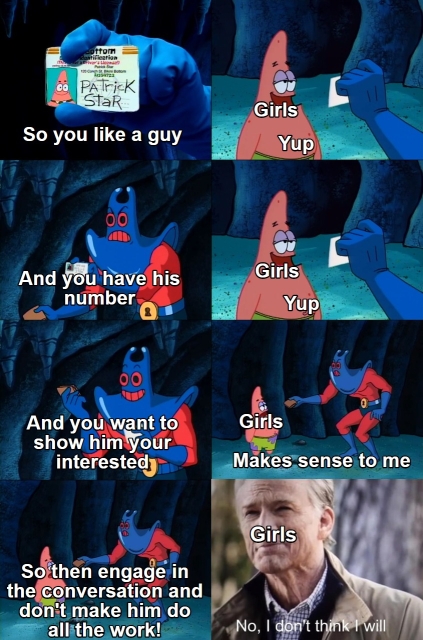 PATRICK
STAR
So you like a guy
Girls
Yup
And you have his
number
Girls
Yup
And you want to
show him your
interested
Girls
Makes sense to me
So then engage in
the conversation and
don't make him do
all the work!
Girls
No, I don't think I will